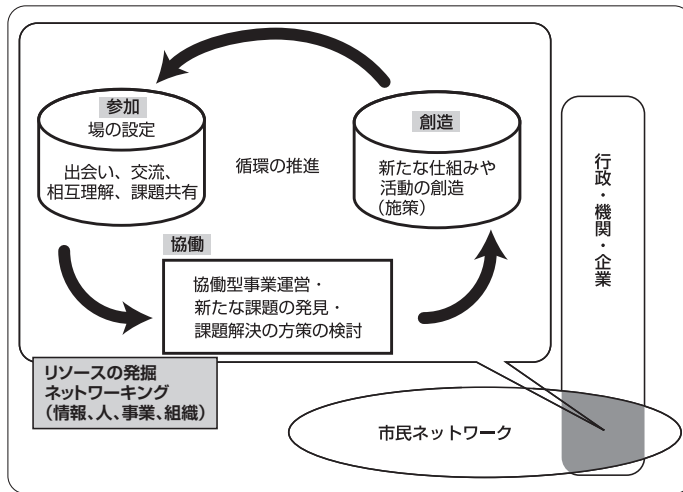 参加
場の設定
出会い、交流、
相互理解、課題共有
循環の推進
創造
新たな仕組みや
活動の創造
(施策)
協働
協働型事業運営・
新たな課題の発見・
課題解決の方策の検討
リソースの発掘
ネットワーキング
(情報、人、事業、組織)
行政・機関・企業
市民ネットワーク